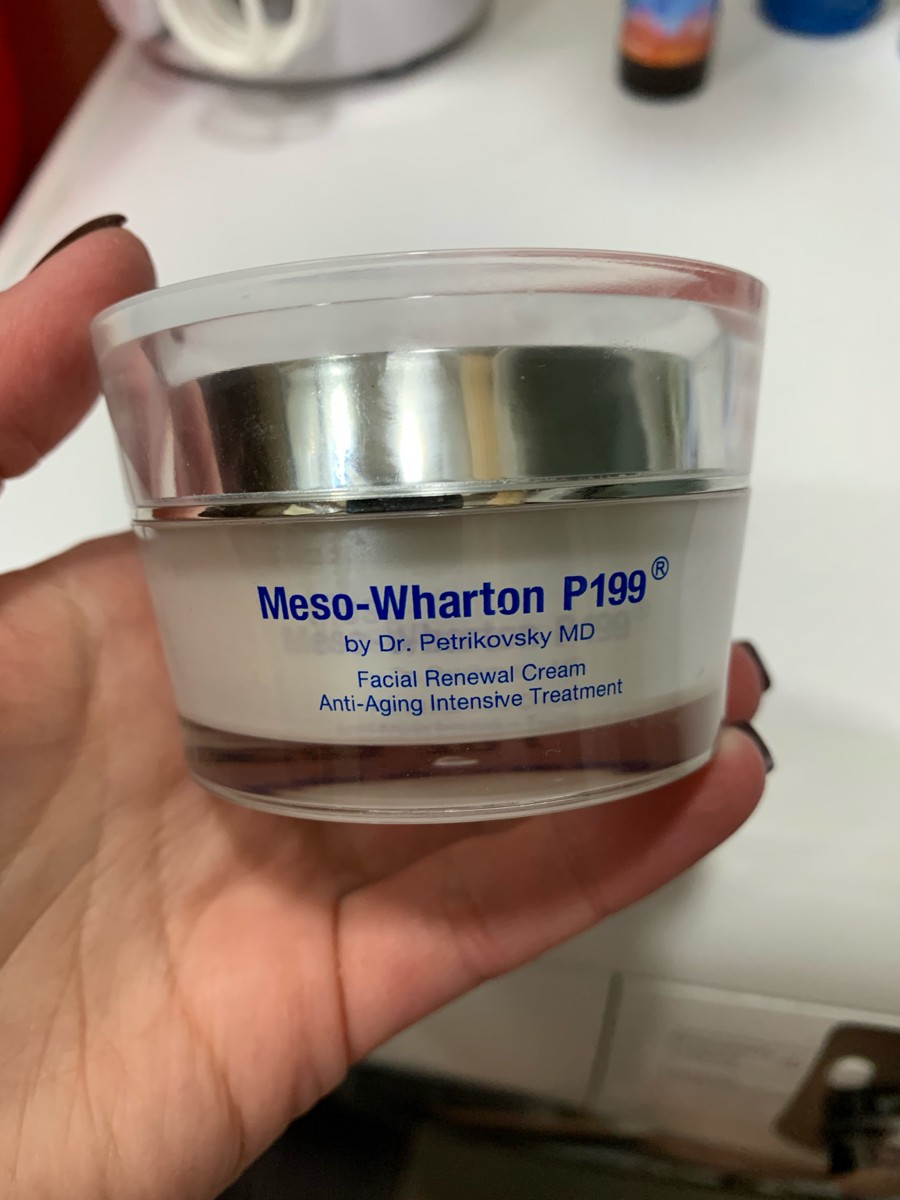 Meso-Wharton P199®
by Dr. Petrikovsky MD
Facial Renewal Cream
Anti-Aging Intensive Treatment